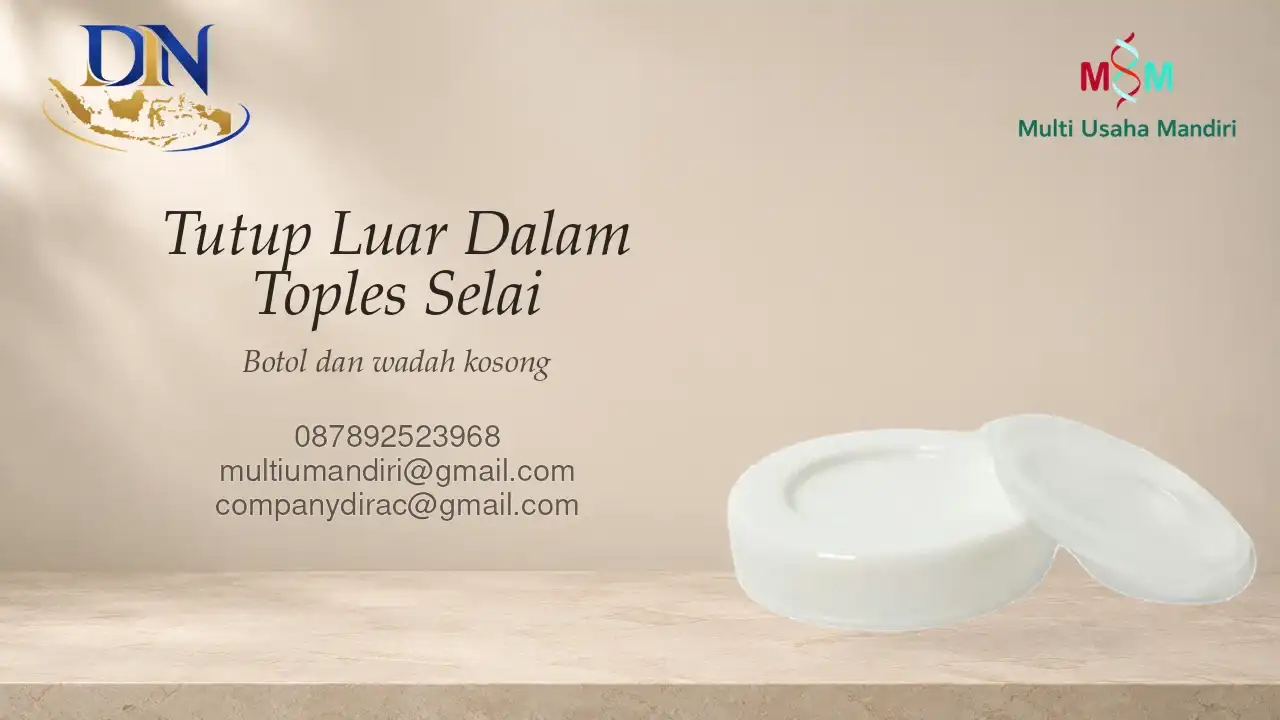 DIN
MSM
Multi Usaha Mandiri
Tutup Luar Dalam
Toples Selai
Botol dan wadah kosong
087892523968
multiumandiri@gmail.com
companydirac@gmail.com